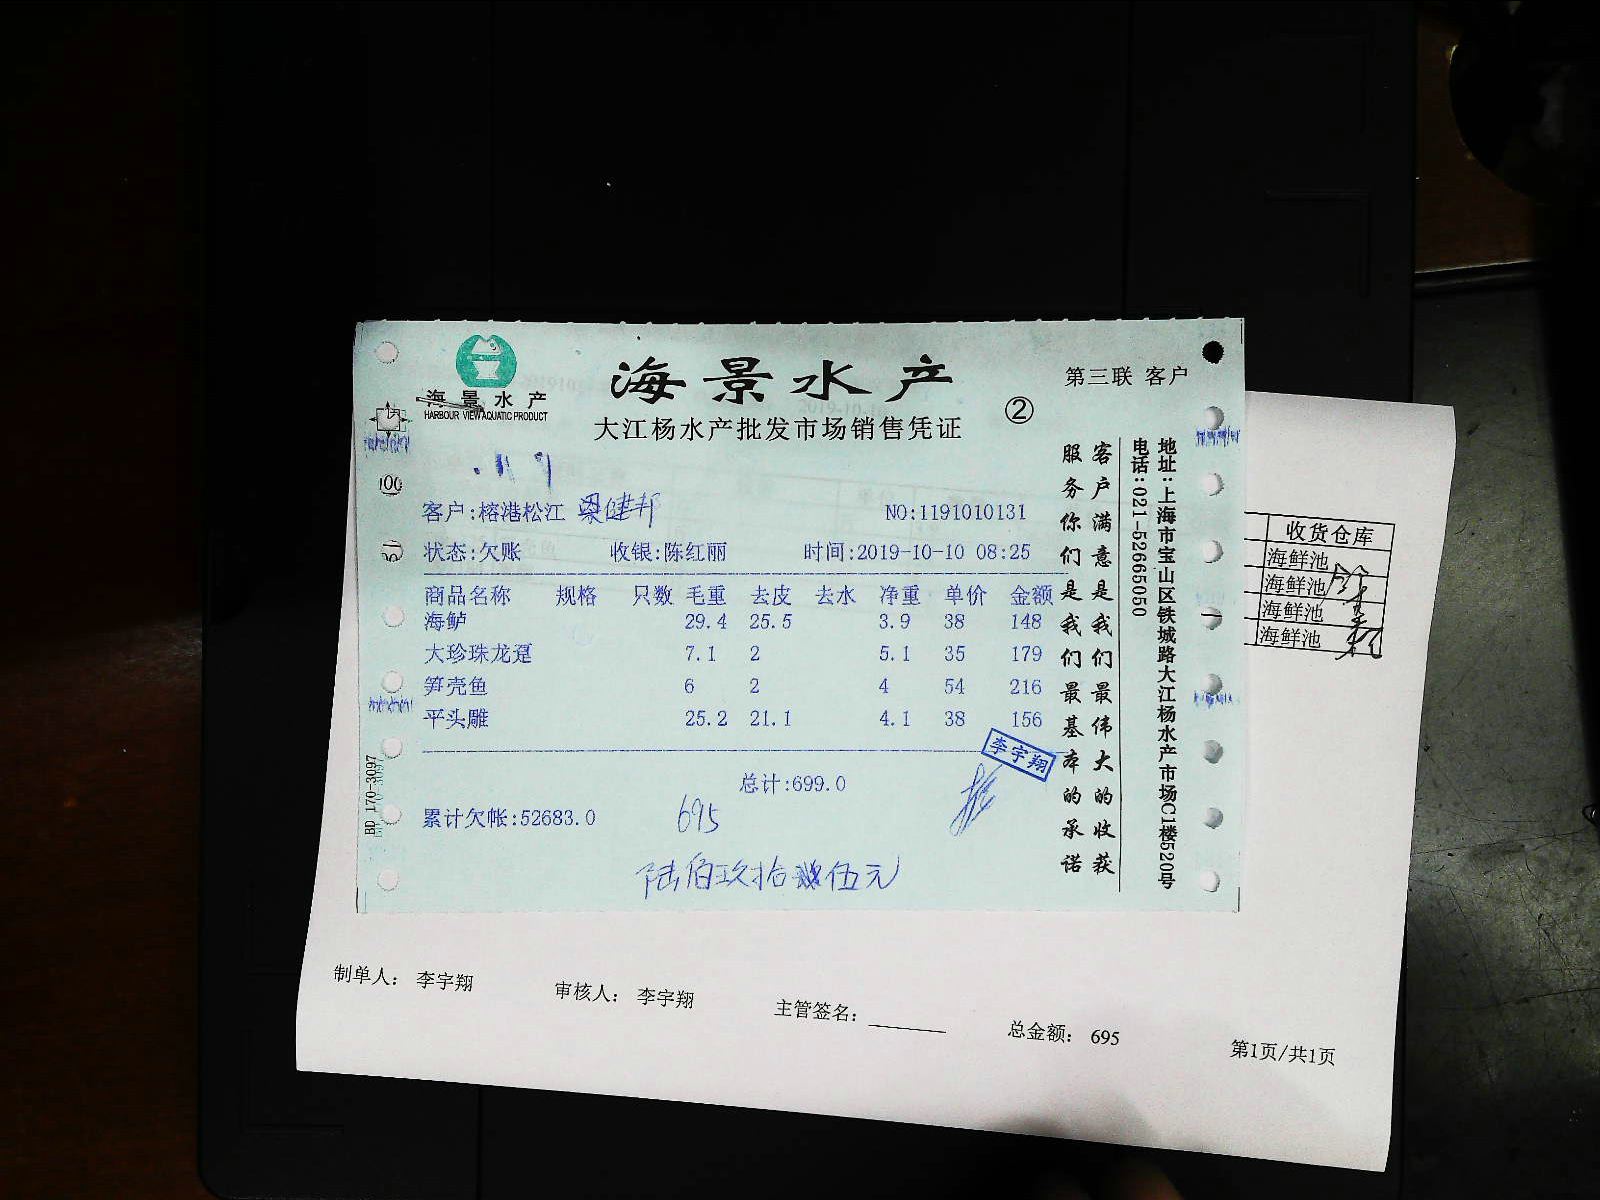 海景水产
HARBOUR VIEW AQUATIC PRODUCT
海景水产
大江杨水产批发市场销售凭证
②
第三联 客户
客户:榕港松江 梁健邦
NO:1191010131
状态:欠账 收银:陈红丽 时间:2019-10-10 08:25
商品名称 规格 只数 毛重 去皮 去水 净重 单价 金额
海鲈 29.4 25.5 3.9 38 148
大珍珠龙趸 7.1 2 5.1 35 179
笋壳鱼 6 2 4 54 216
平头雕 25.2 21.1 4.1 38 156
李宇翔
总计:699.0
累计欠帐:52683.0
695
陆佰玖拾伍元
客户满意是我们最伟大的收获
服务你们是我们最基本的承诺
地址:上海市宝山区铁城路大江杨水产市场C1楼520号
电话:021-52665050
BD 170-3097
收货仓库
海鲜池
海鲜池
海鲜池
海鲜池
制单人: 李宇翔 审核人: 李宇翔 主管签名: 总金额: 695
第1页/共1页